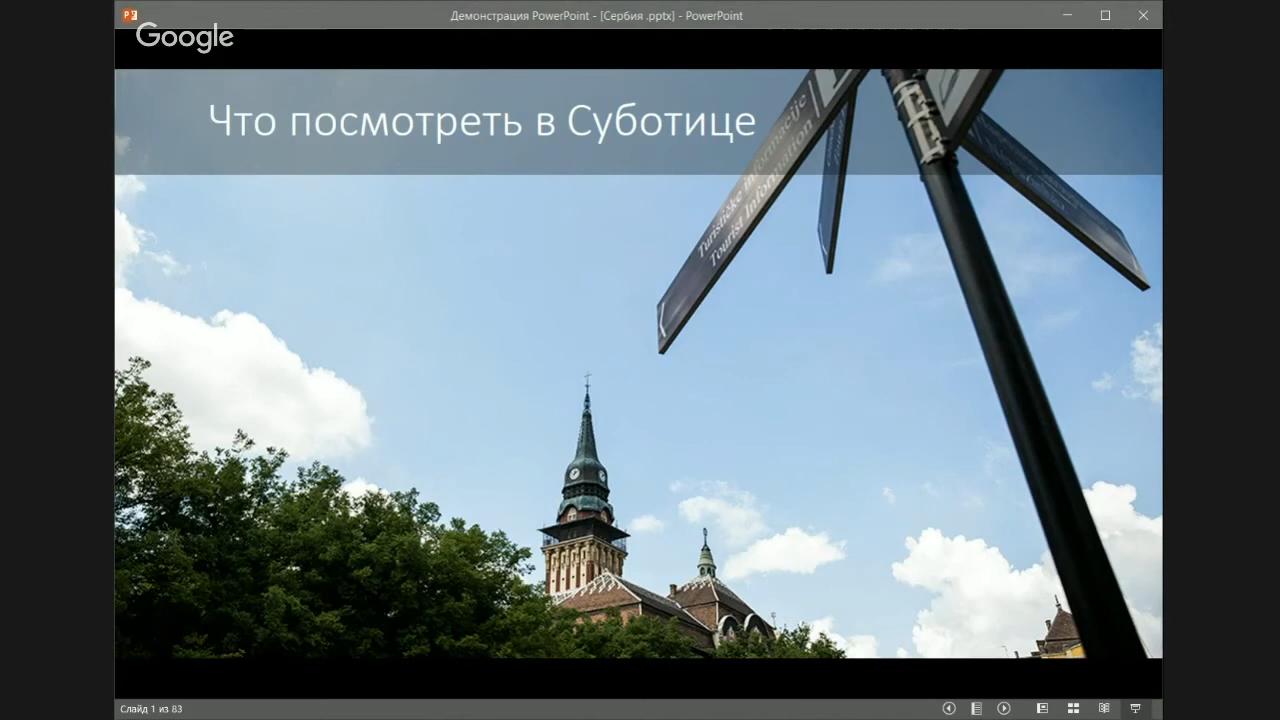 Демонстрация PowerPoint - [Сербия .pptx] - PowerPoint
Google
Что посмотреть в Суботице
Turističke informacije
Tourist Information
Слайд 1 из 83